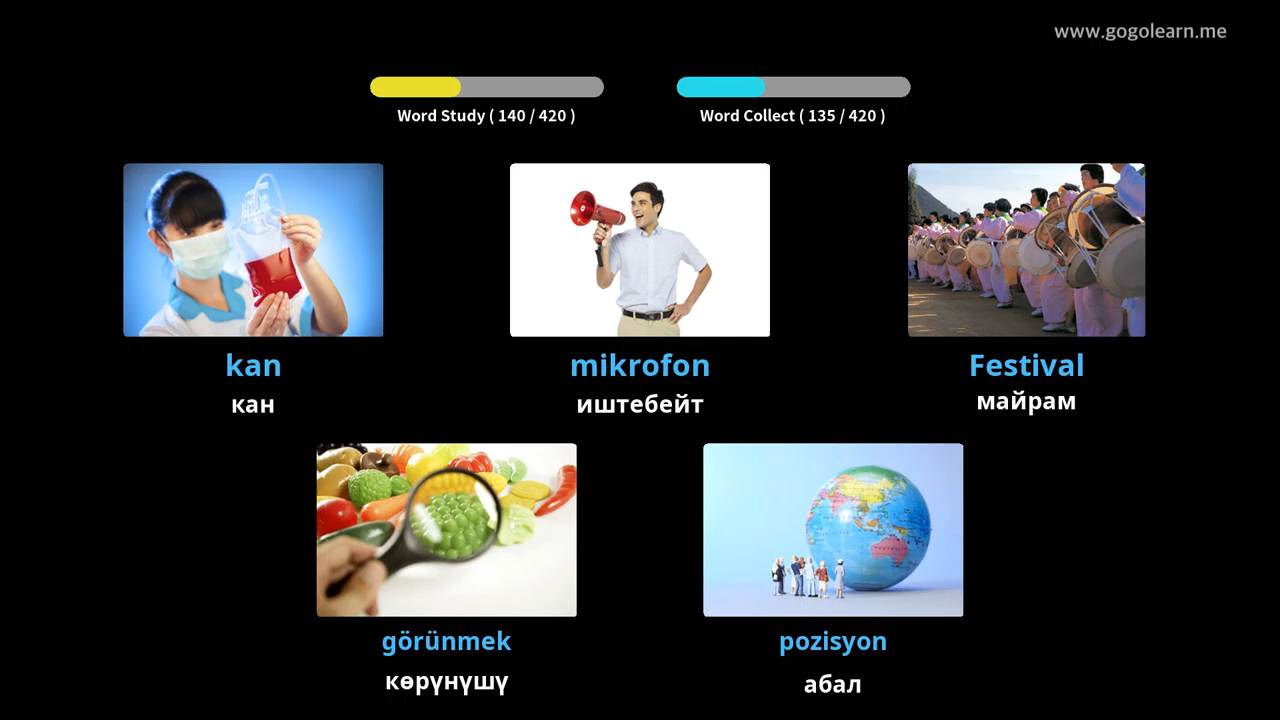 www.gogolearn.me
Word Study ( 140 / 420 )
Word Collect ( 135 / 420 )
kan
кан
mikrofon
иштебейт
Festival
майрам
görünmek
көрүнүшү
pozisyon
абал